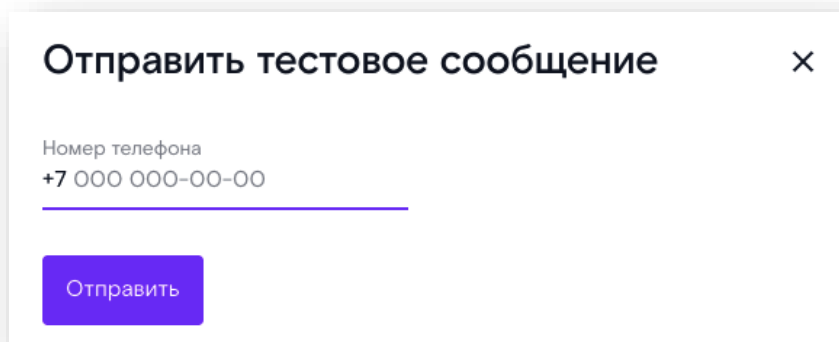 Отправить тестовое сообщение
Номер телефона
+7 000 000-00-00
Отправить